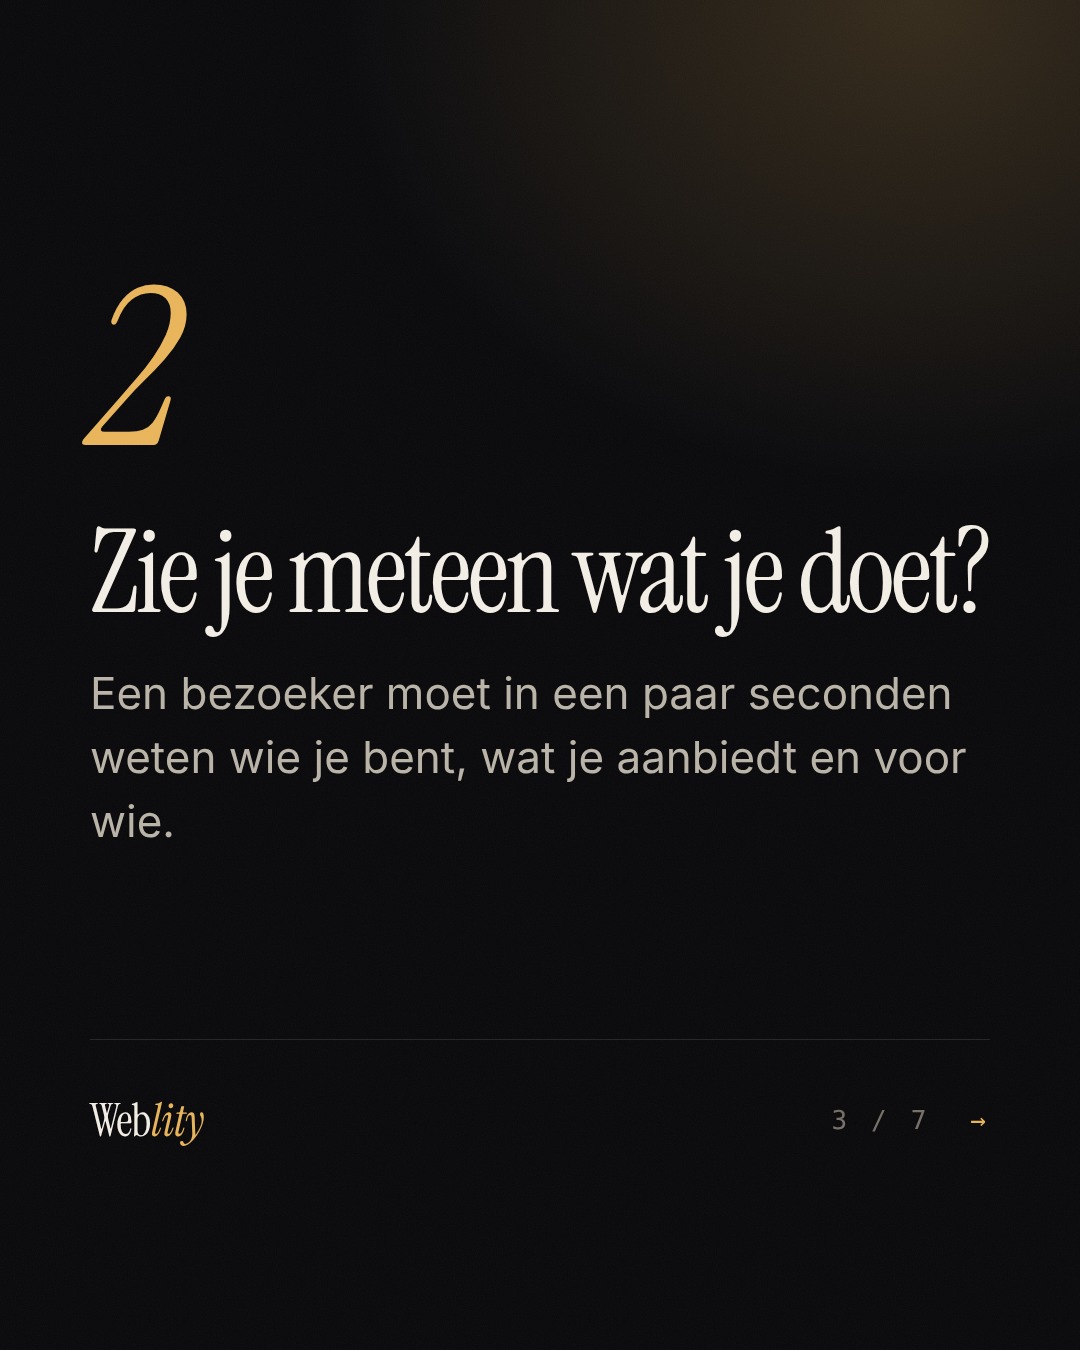 2
Zie je meteen wat je doet?
Een bezoeker moet in een paar seconden
weten wie je bent, wat je aanbiedt en voor
wie.
Weblity
3 / 7 →